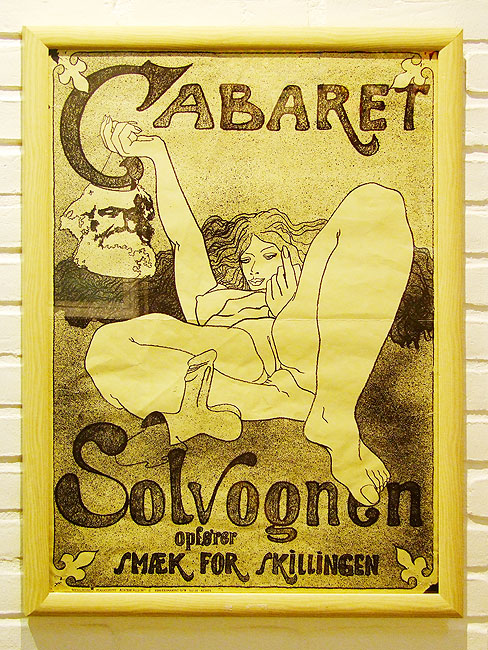 CABARET
Solvognen
opfører
SMÆK FOR SKILLINGEN